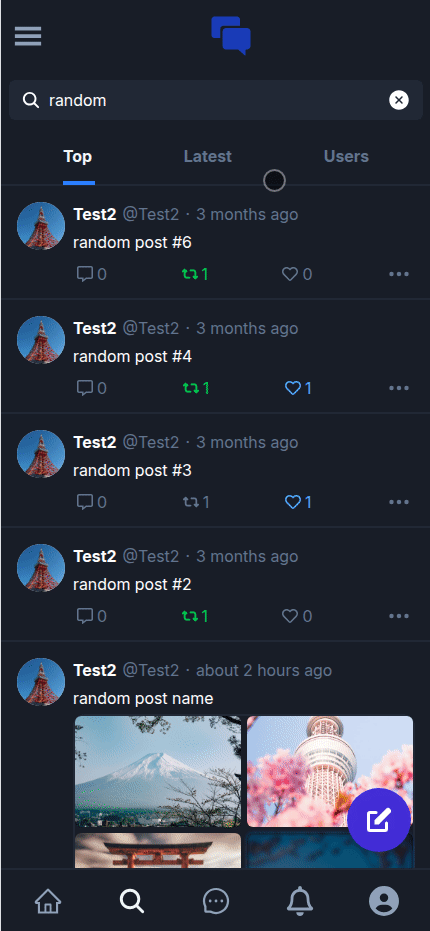 random
Top Latest Users
Test2 @Test2 · 3 months ago
random post #6
0 1 0
Test2 @Test2 · 3 months ago
random post #4
0 1 1
Test2 @Test2 · 3 months ago
random post #3
0 1 1
Test2 @Test2 · 3 months ago
random post #2
0 1 0
Test2 @Test2 · about 2 hours ago
random post name